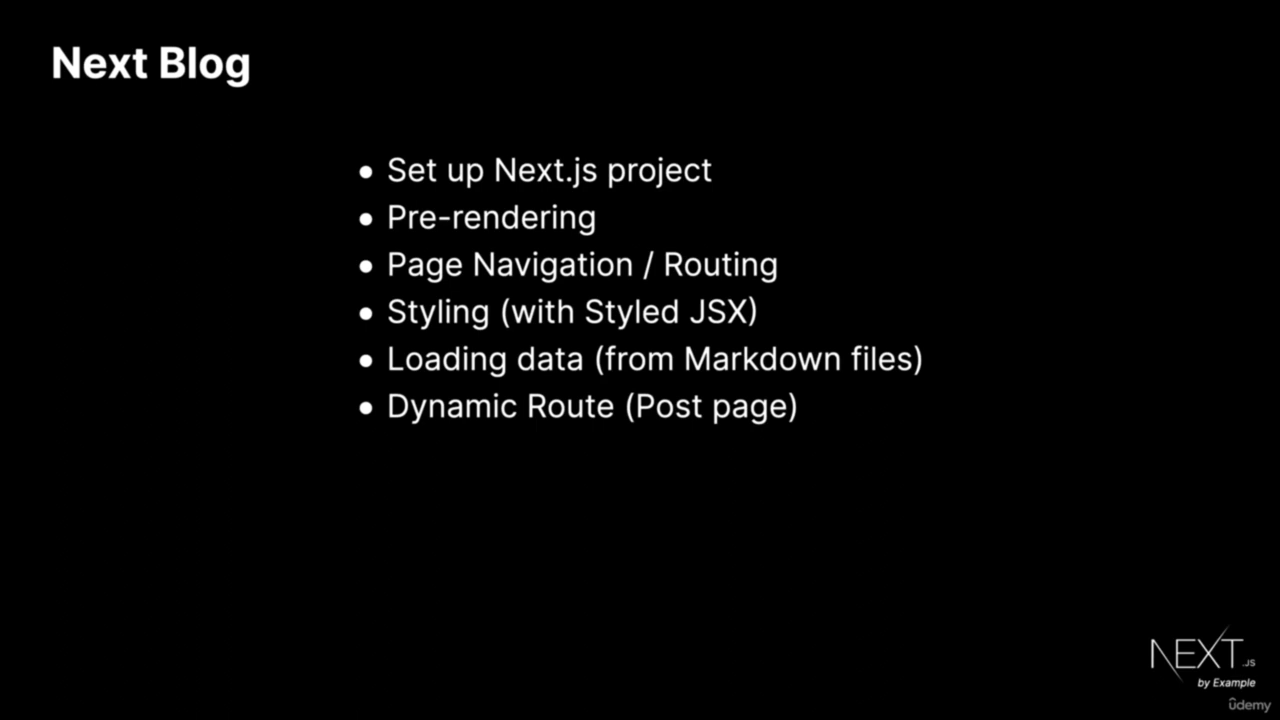 Next Blog
• Set up Next.js project
• Pre-rendering
• Page Navigation / Routing
• Styling (with Styled JSX)
• Loading data (from Markdown files)
• Dynamic Route (Post page)
NEXT.JS
by Example
ûdemy